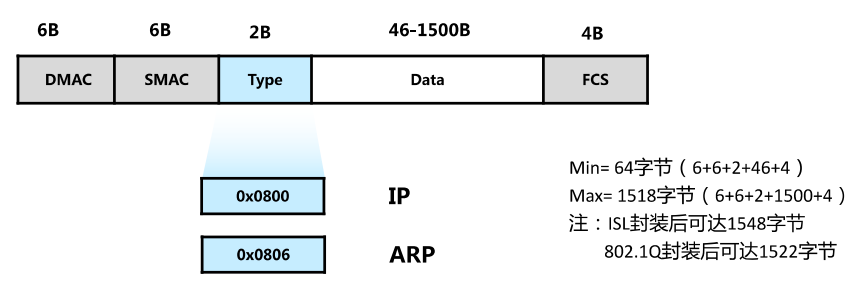 6B 6B 2B 46-1500B 4B
DMAC SMAC Type Data FCS
0x0800 IP
0x0806 ARP
Min= 64字节（6+6+2+46+4）
Max= 1518字节（6+6+2+1500+4）
注：ISL封装后可达1548字节
802.1Q封装后可达1522字节